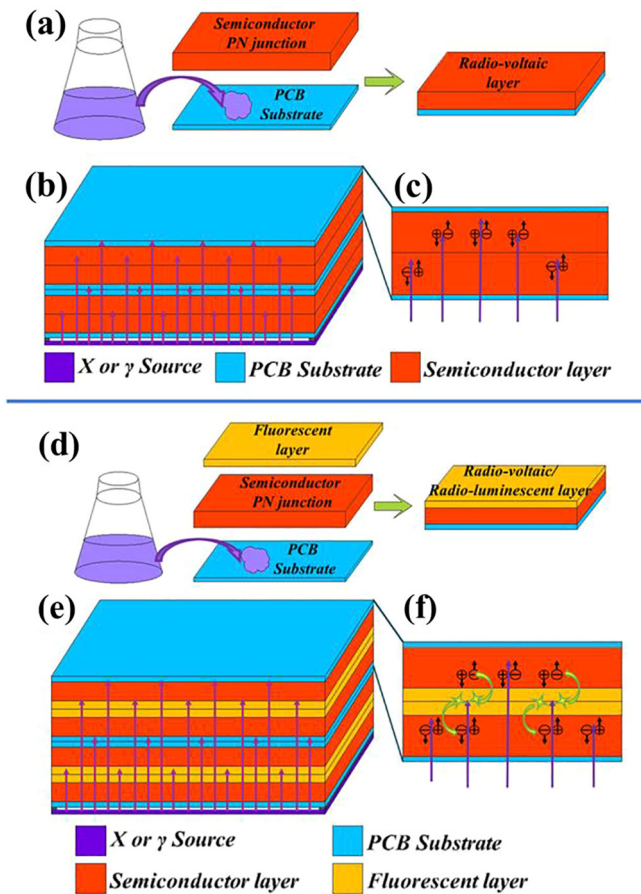 (a)
Semiconductor
PN junction
PCB
Substrate
Radio-voltaic
layer
(b)
(c)
X or γ Source
PCB Substrate
Semiconductor layer
(d)
Fluorescent
layer
Semiconductor
PN junction
PCB
Substrate
Radio-voltaic/
Radio-luminescent layer
(e)
(f)
X or γ Source
PCB Substrate
Semiconductor layer
Fluorescent layer